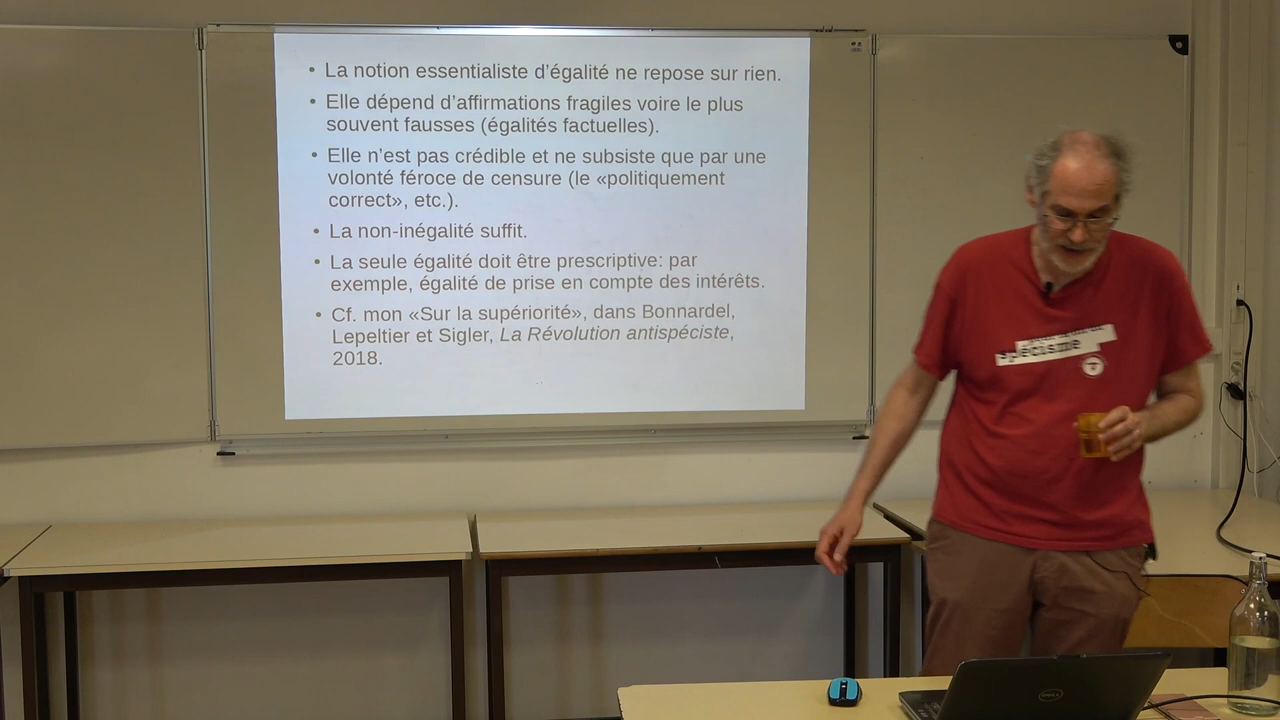 • La notion essentialiste d’égalité ne repose sur rien.
• Elle dépend d’affirmations fragiles voire le plus
souvent fausses (égalités factuelles).
• Elle n’est pas crédible et ne subsiste que par une
volonté féroce de censure (le «politiquement
correct», etc.).
• La non-inégalité suffit.
• La seule égalité doit être prescriptive: par
exemple, égalité de prise en compte des intérêts.
• Cf. mon «Sur la supériorité», dans Bonnardel,
Lepeltier et Sigler, La Révolution antispéciste,
2018.
spécisme
DELL